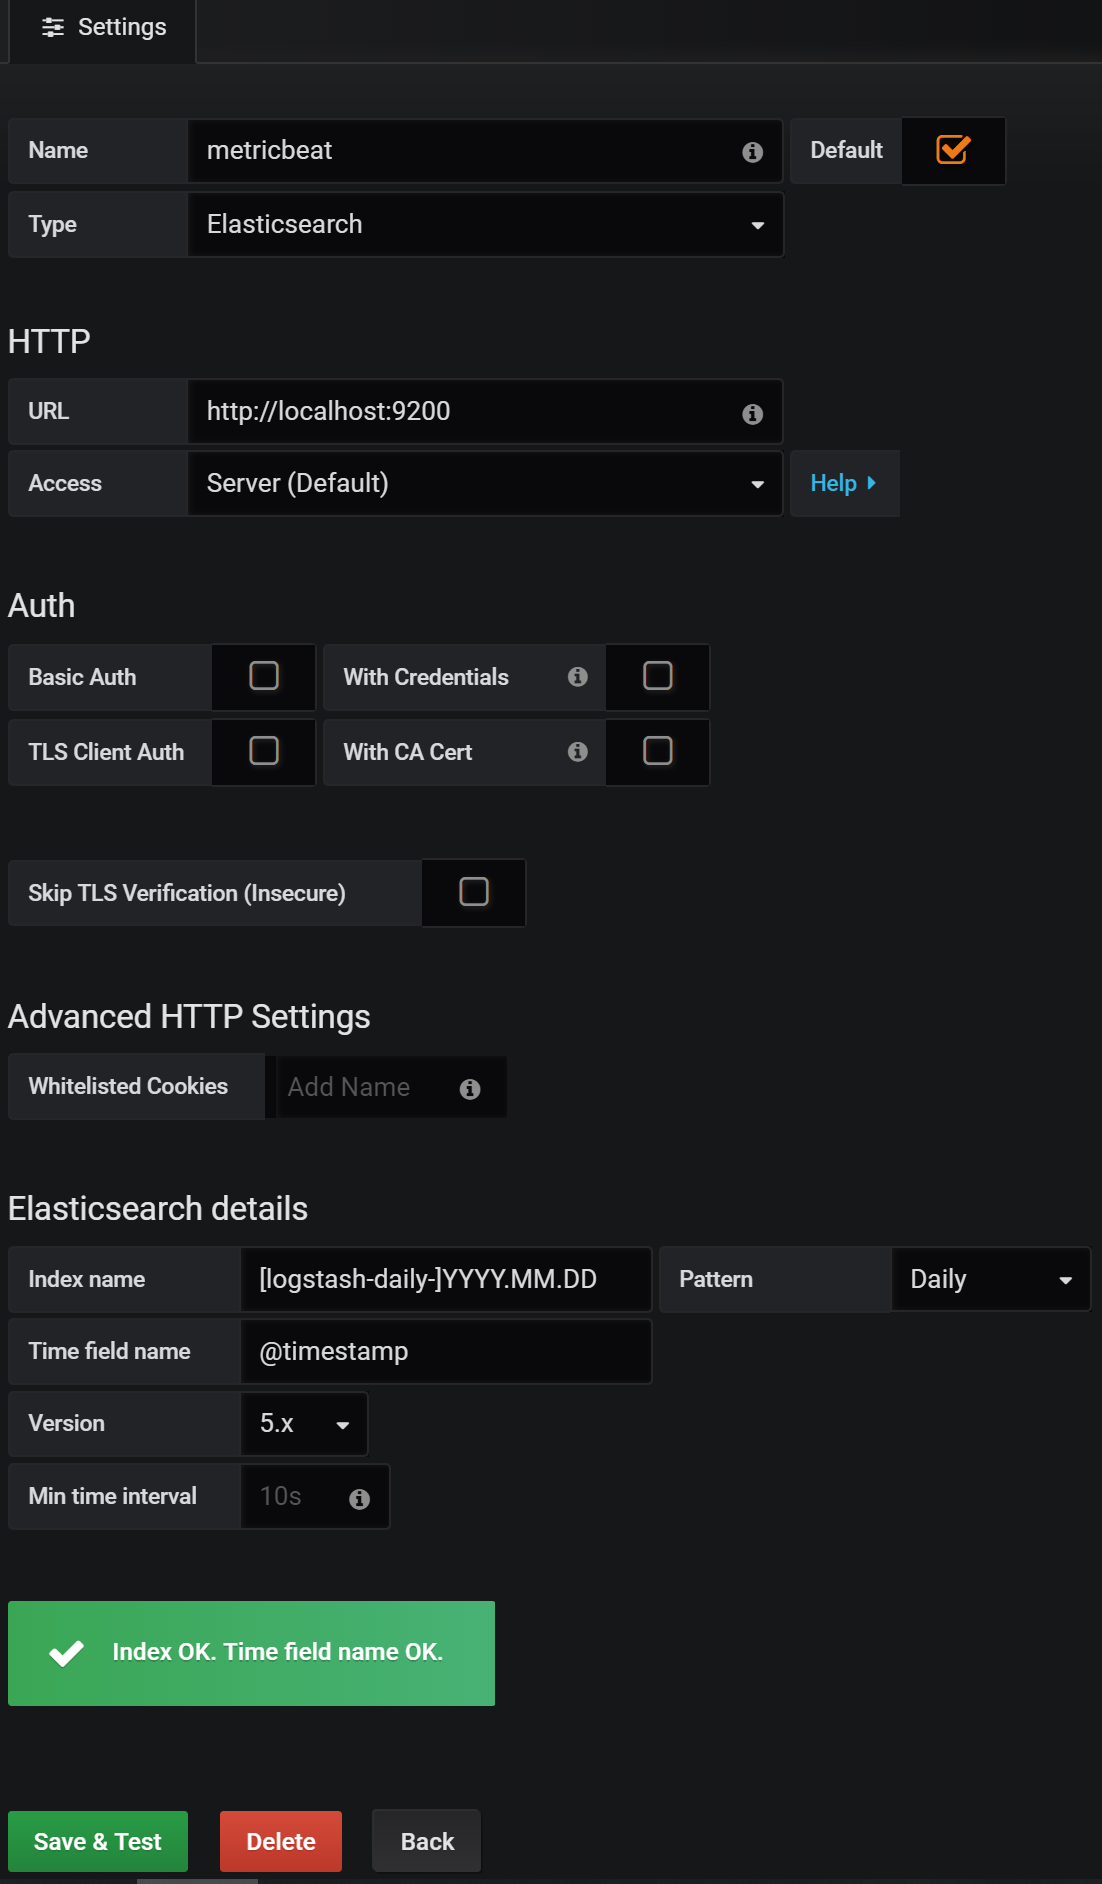 Settings
Name metricbeat Default
Type Elasticsearch
HTTP
URL http://localhost:9200
Access Server (Default) Help
Auth
Basic Auth With Credentials
TLS Client Auth With CA Cert
Skip TLS Verification (Insecure)
Advanced HTTP Settings
Whitelisted Cookies Add Name
Elasticsearch details
Index name [logstash-daily-]YYYY.MM.DD Pattern Daily
Time field name @timestamp
Version 5.x
Min time interval 10s
Index OK. Time field name OK.
Save & Test Delete Back